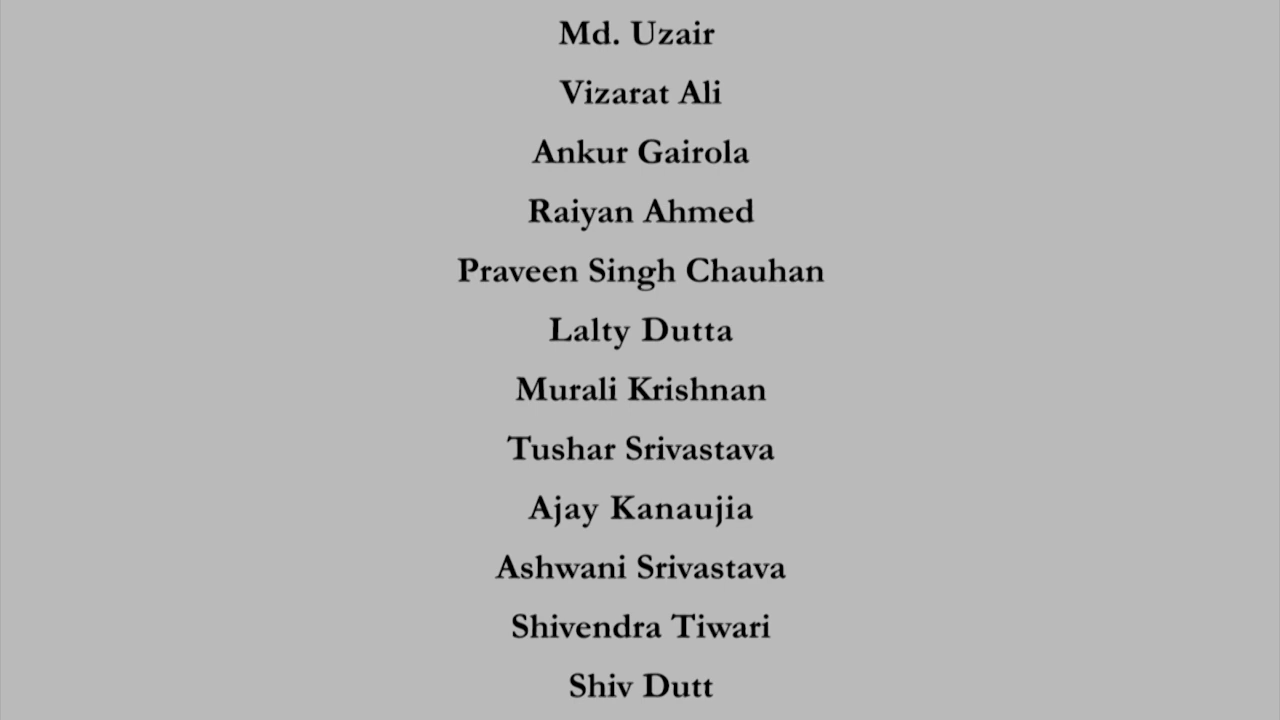 Md. Uzair
Vizarat Ali
Ankur Gairola
Raiyan Ahmed
Praveen Singh Chauhan
Lalty Dutta
Murali Krishnan
Tushar Srivastava
Ajay Kanaujia
Ashwani Srivastava
Shivendra Tiwari
Shiv Dutt